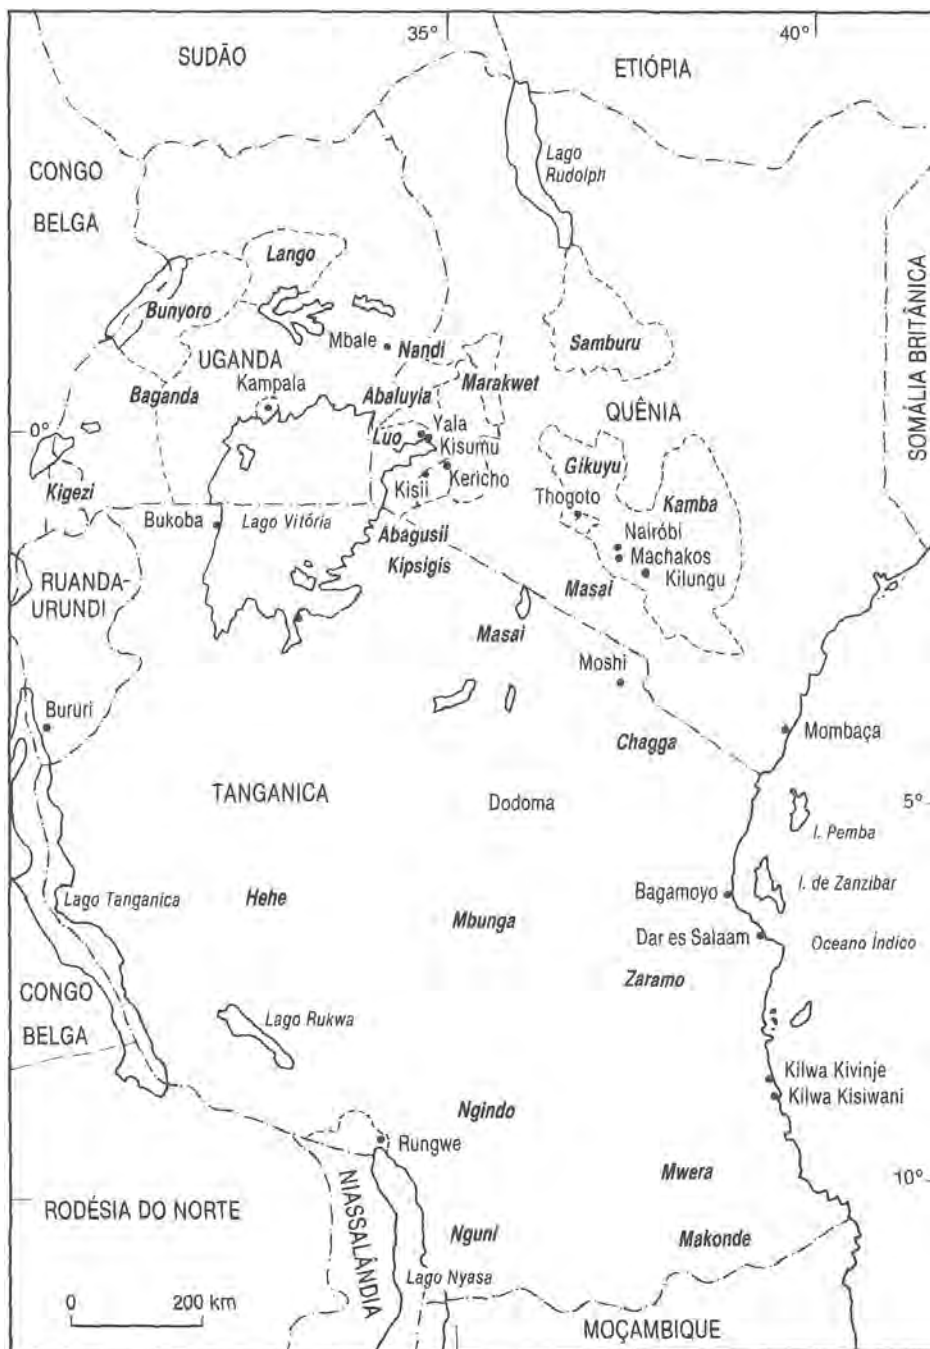 35°
40°
SUDÃO
ETIÓPIA
Lago
Rudolph
CONGO
BELGA
SOMÁLIA BRITÂNICA
Lango
Bunyoro
Mbale
Nandi
Samburu
UGANDA
Marakwet
Kampala
Baganda
Abaluyia
QUÊNIA
0°
Yala
Luo
Kisumu
Gikuyu
Kericho
Kisii
Kigezi
Thogoto
Kamba
Bukoba
Lago Vitória
Abagusii
Nairóbi
Machakos
Kipsigis
Kilungu
RUANDA-
URUNDI
Masai
Masai
Moshi
Bururi
Mombaça
Chagga
TANGANICA
Dodoma
5°
I. Pemba
I. de Zanzibar
Bagamoyo
Lago Tanganica
Hehe
Mbunga
Dar es Salaam
Oceano Índico
Zaramo
CONGO
BELGA
Lago Rukwa
Kilwa Kivinje
Kilwa Kisiwani
Ngindo
Rungwe
Mwera
10°
RODÉSIA DO NORTE
NIASSALÂNDIA
Nguni
Makonde
Lago Nyasa
0
200 km
MOÇAMBIQUE